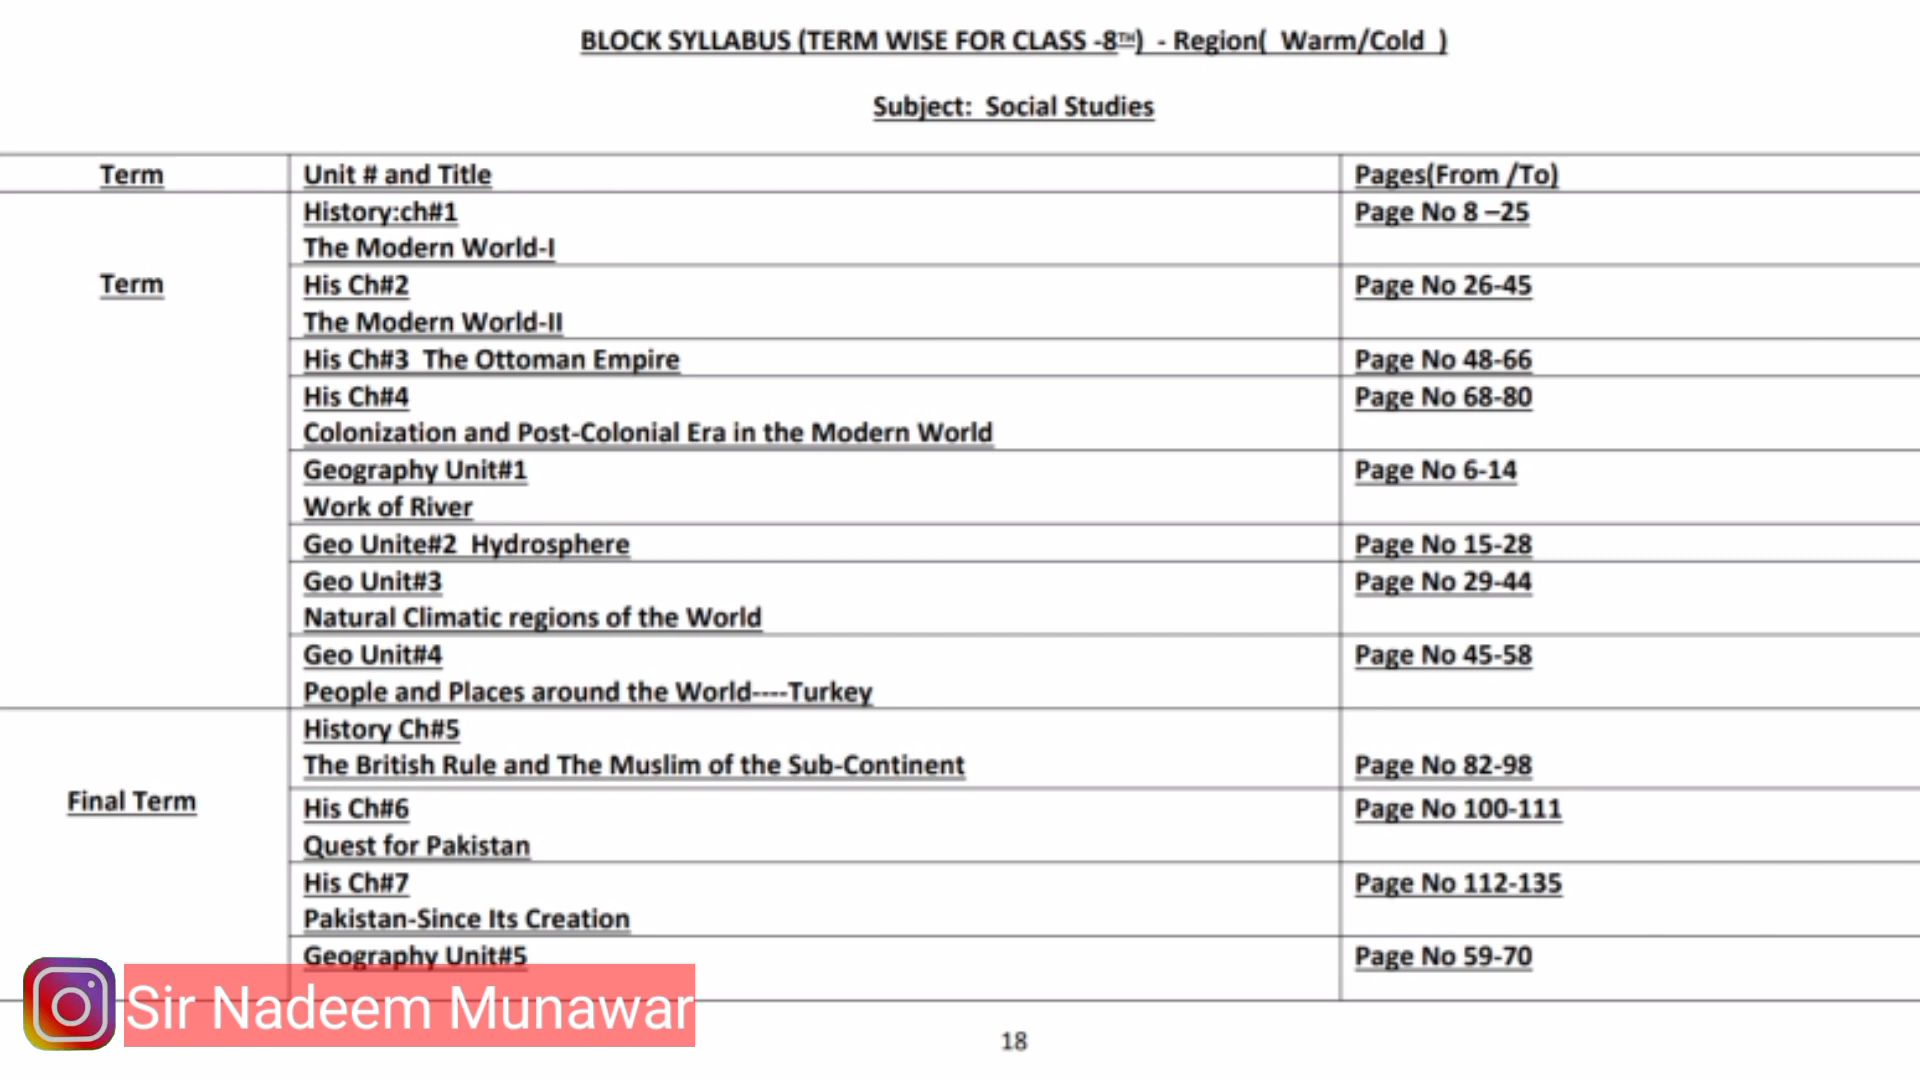 BLOCK SYLLABUS (TERM WISE FOR CLASS -8TH) - Region( Warm/Cold )
Subject: Social Studies
Term Unit # and Title Pages(From /To)
History:ch#1 Page No 8 –25
The Modern World-I
Term His Ch#2 Page No 26-45
The Modern World-II
His Ch#3 The Ottoman Empire Page No 48-66
His Ch#4 Page No 68-80
Colonization and Post-Colonial Era in the Modern World
Geography Unit#1 Page No 6-14
Work of River
Geo Unite#2 Hydrosphere Page No 15-28
Geo Unit#3 Page No 29-44
Natural Climatic regions of the World
Geo Unit#4 Page No 45-58
People and Places around the World----Turkey
History Ch#5
The British Rule and The Muslim of the Sub-Continent Page No 82-98
Final Term His Ch#6 Page No 100-111
Quest for Pakistan
His Ch#7 Page No 112-135
Pakistan-Since Its Creation
Geography Unit#5 Page No 59-70
Sir Nadeem Munawar
18